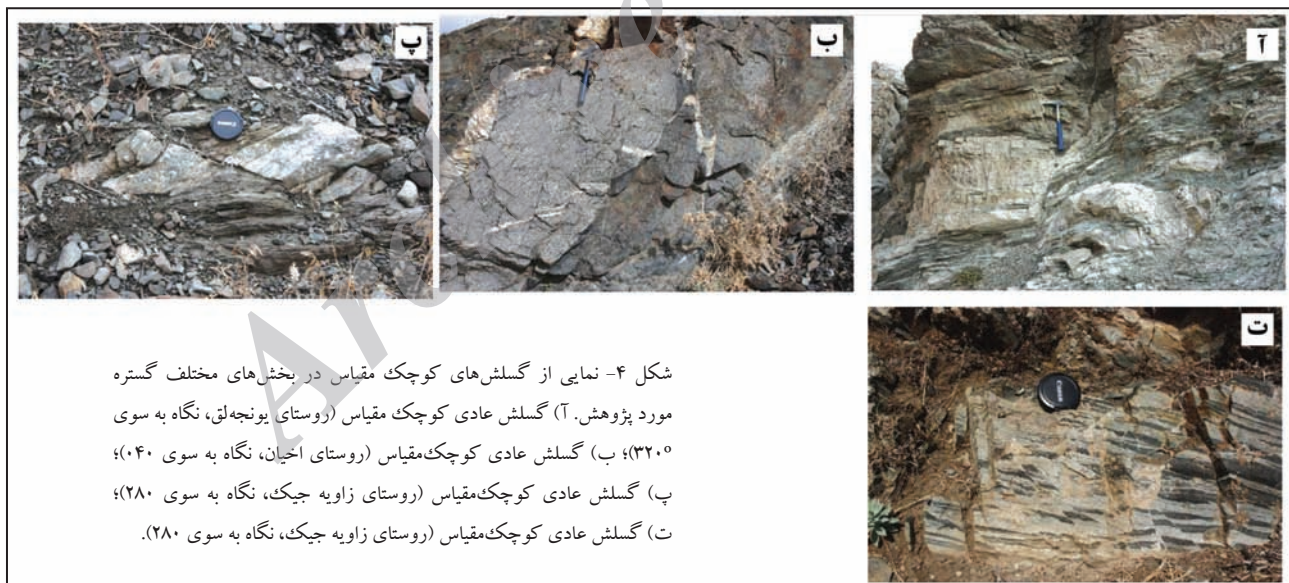 آ
ب
پ
ت
Canon
Canon
شکل ۴- نمایی از گسلش‌های کوچک مقیاس در بخش‌های مختلف گستره
مورد پژوهش. آ) گسلش عادی کوچک مقیاس (روستای یونجه‌لق، نگاه به سوی
۳۲۰°)؛ ب) گسلش عادی کوچک‌مقیاس (روستای اخیان، نگاه به سوی ۰۴۰)؛
پ) گسلش عادی کوچک‌مقیاس (روستای زاویه جیک، نگاه به سوی ۲۸۰)؛
ت) گسلش عادی کوچک‌مقیاس (روستای زاویه جیک، نگاه به سوی ۲۸۰).